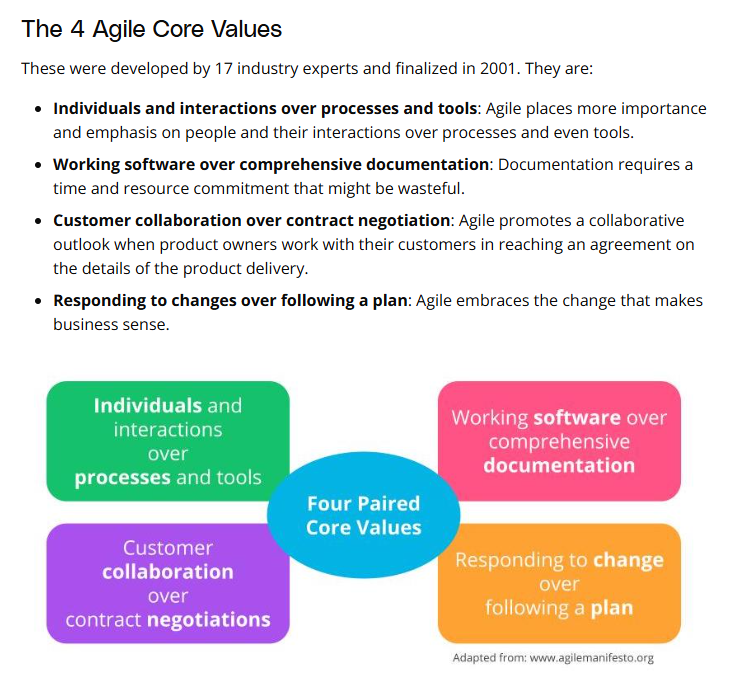 The 4 Agile Core Values
These were developed by 17 industry experts and finalized in 2001. They are:
• Individuals and interactions over processes and tools: Agile places more importance
and emphasis on people and their interactions over processes and even tools.
• Working software over comprehensive documentation: Documentation requires a
time and resource commitment that might be wasteful.
• Customer collaboration over contract negotiation: Agile promotes a collaborative
outlook when product owners work with their customers in reaching an agreement on
the details of the product delivery.
• Responding to changes over following a plan: Agile embraces the change that makes
business sense.
Individuals and
interactions
over
processes and tools
Working software over
comprehensive
documentation
Four Paired
Core Values
Customer
collaboration
over
contract negotiations
Responding to change
over
following a plan
Adapted from: www.agilemanifesto.org